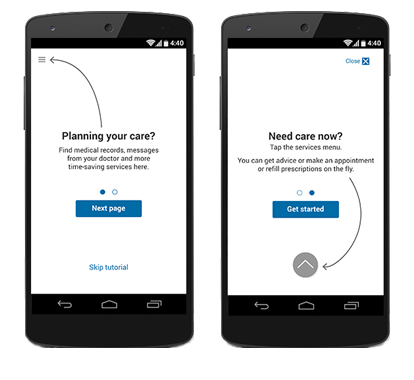 4:40
Planning your care?
Find medical records, messages
from your doctor and more
time-saving services here.
Next page
Skip tutorial
4:40
Close
Need care now?
Tap the services menu.
You can get advice or make an appointment
or refill prescriptions on the fly.
Get started